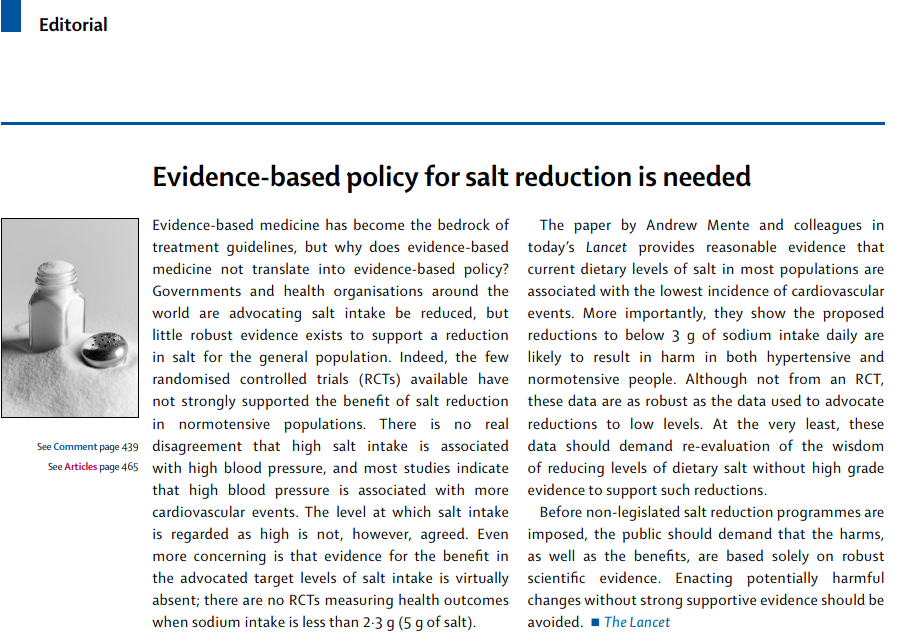 Editorial
Evidence-based policy for salt reduction is needed
Evidence-based medicine has become the bedrock of
treatment guidelines, but why does evidence-based
medicine not translate into evidence-based policy?
Governments and health organisations around the
world are advocating salt intake be reduced, but
little robust evidence exists to support a reduction
in salt for the general population. Indeed, the few
randomised controlled trials (RCTs) available have
not strongly supported the benefit of salt reduction
in normotensive populations. There is no real
disagreement that high salt intake is associated
with high blood pressure, and most studies indicate
that high blood pressure is associated with more
cardiovascular events. The level at which salt intake
is regarded as high is not, however, agreed. Even
more concerning is that evidence for the benefit in
the advocated target levels of salt intake is virtually
absent; there are no RCTs measuring health outcomes
when sodium intake is less than 2·3 g (5 g of salt).
The paper by Andrew Mente and colleagues in
today's Lancet provides reasonable evidence that
current dietary levels of salt in most populations are
associated with the lowest incidence of cardiovascular
events. More importantly, they show the proposed
reductions to below 3 g of sodium intake daily are
likely to result in harm in both hypertensive and
normotensive people. Although not from an RCT,
these data are as robust as the data used to advocate
reductions to low levels. At the very least, these
data should demand re-evaluation of the wisdom
of reducing levels of dietary salt without high grade
evidence to support such reductions.
Before non-legislated salt reduction programmes are
imposed, the public should demand that the harms,
as well as the benefits, are based solely on robust
scientific evidence. Enacting potentially harmful
changes without strong supportive evidence should be
avoided. ■ The Lancet
See Comment page 439
See Articles page 465